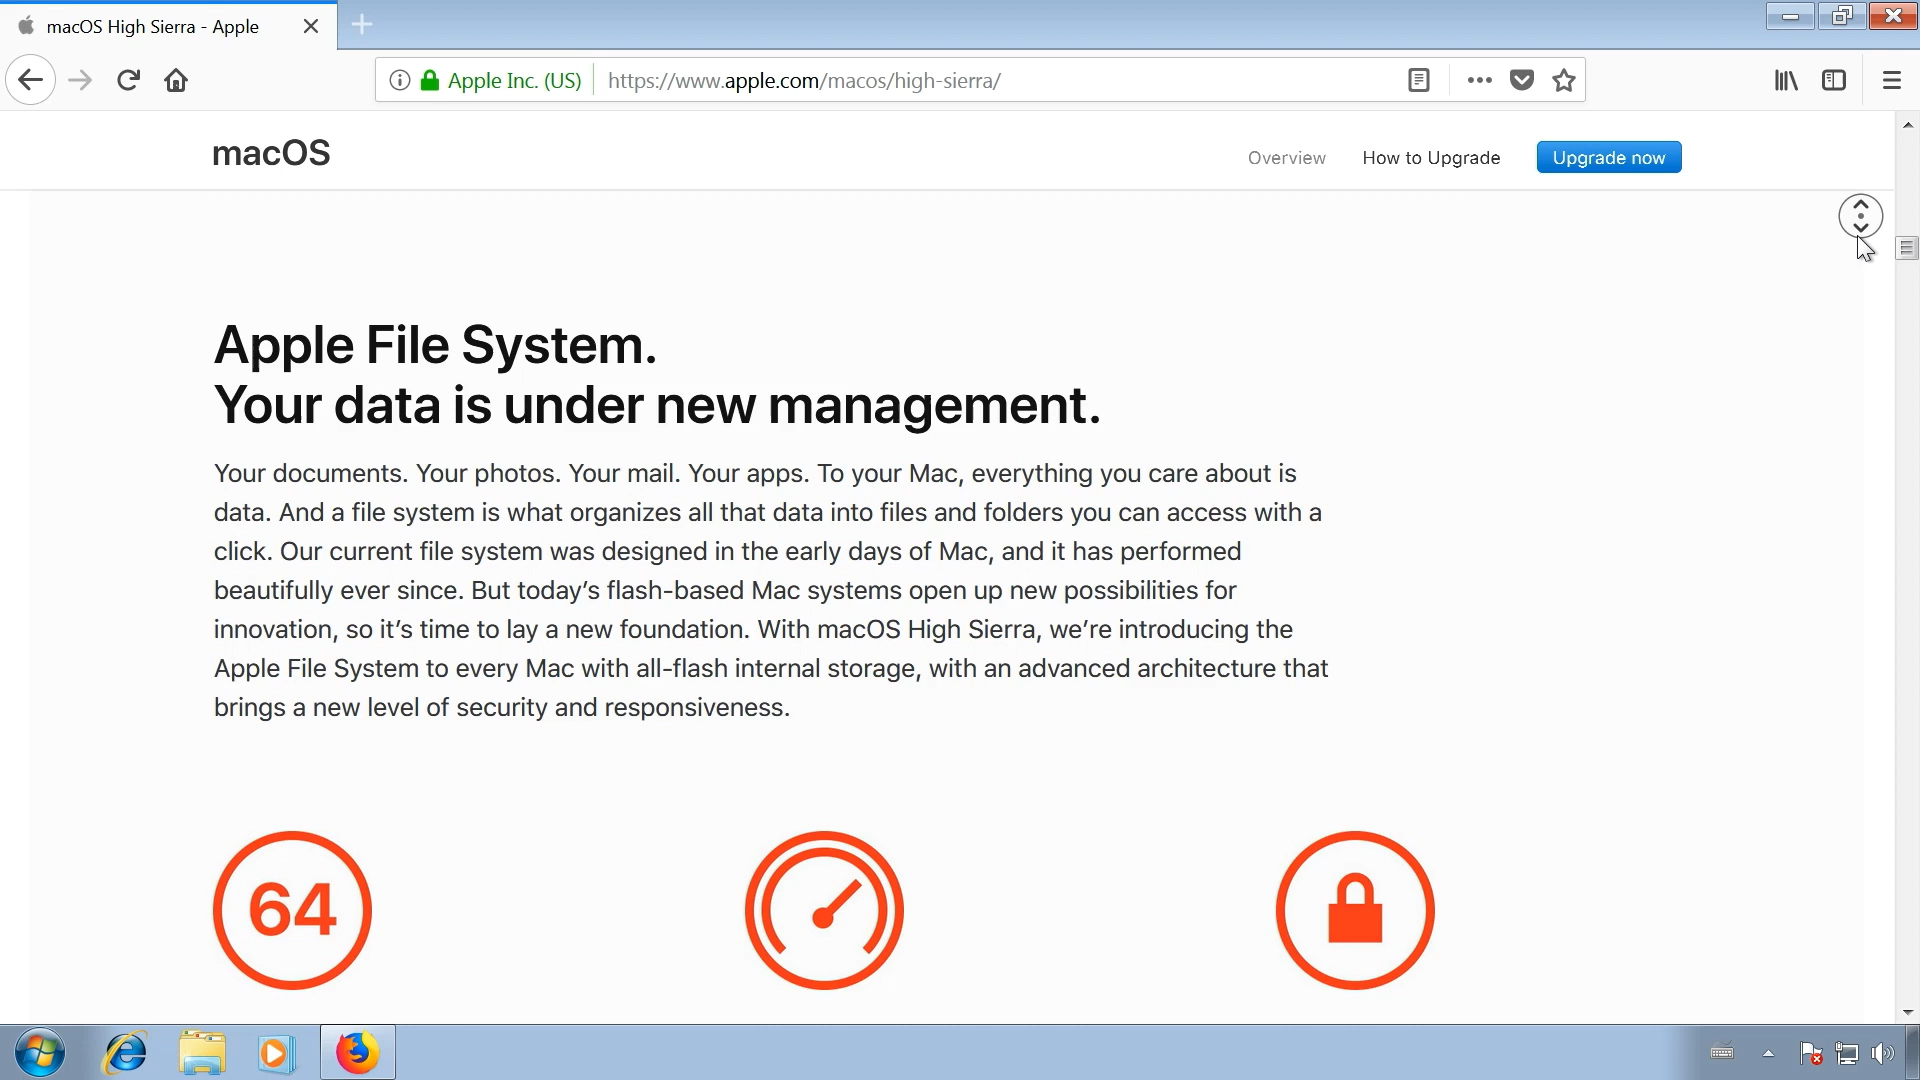 macOS High Sierra - Apple
Apple Inc. (US)
https://www.apple.com/macos/high-sierra/
macOS
Overview
How to Upgrade
Upgrade now
Apple File System.
Your data is under new management.
Your documents. Your photos. Your mail. Your apps. To your Mac, everything you care about is
data. And a file system is what organizes all that data into files and folders you can access with a
click. Our current file system was designed in the early days of Mac, and it has performed
beautifully ever since. But today’s flash-based Mac systems open up new possibilities for
innovation, so it’s time to lay a new foundation. With macOS High Sierra, we’re introducing the
Apple File System to every Mac with all-flash internal storage, with an advanced architecture that
brings a new level of security and responsiveness.
64